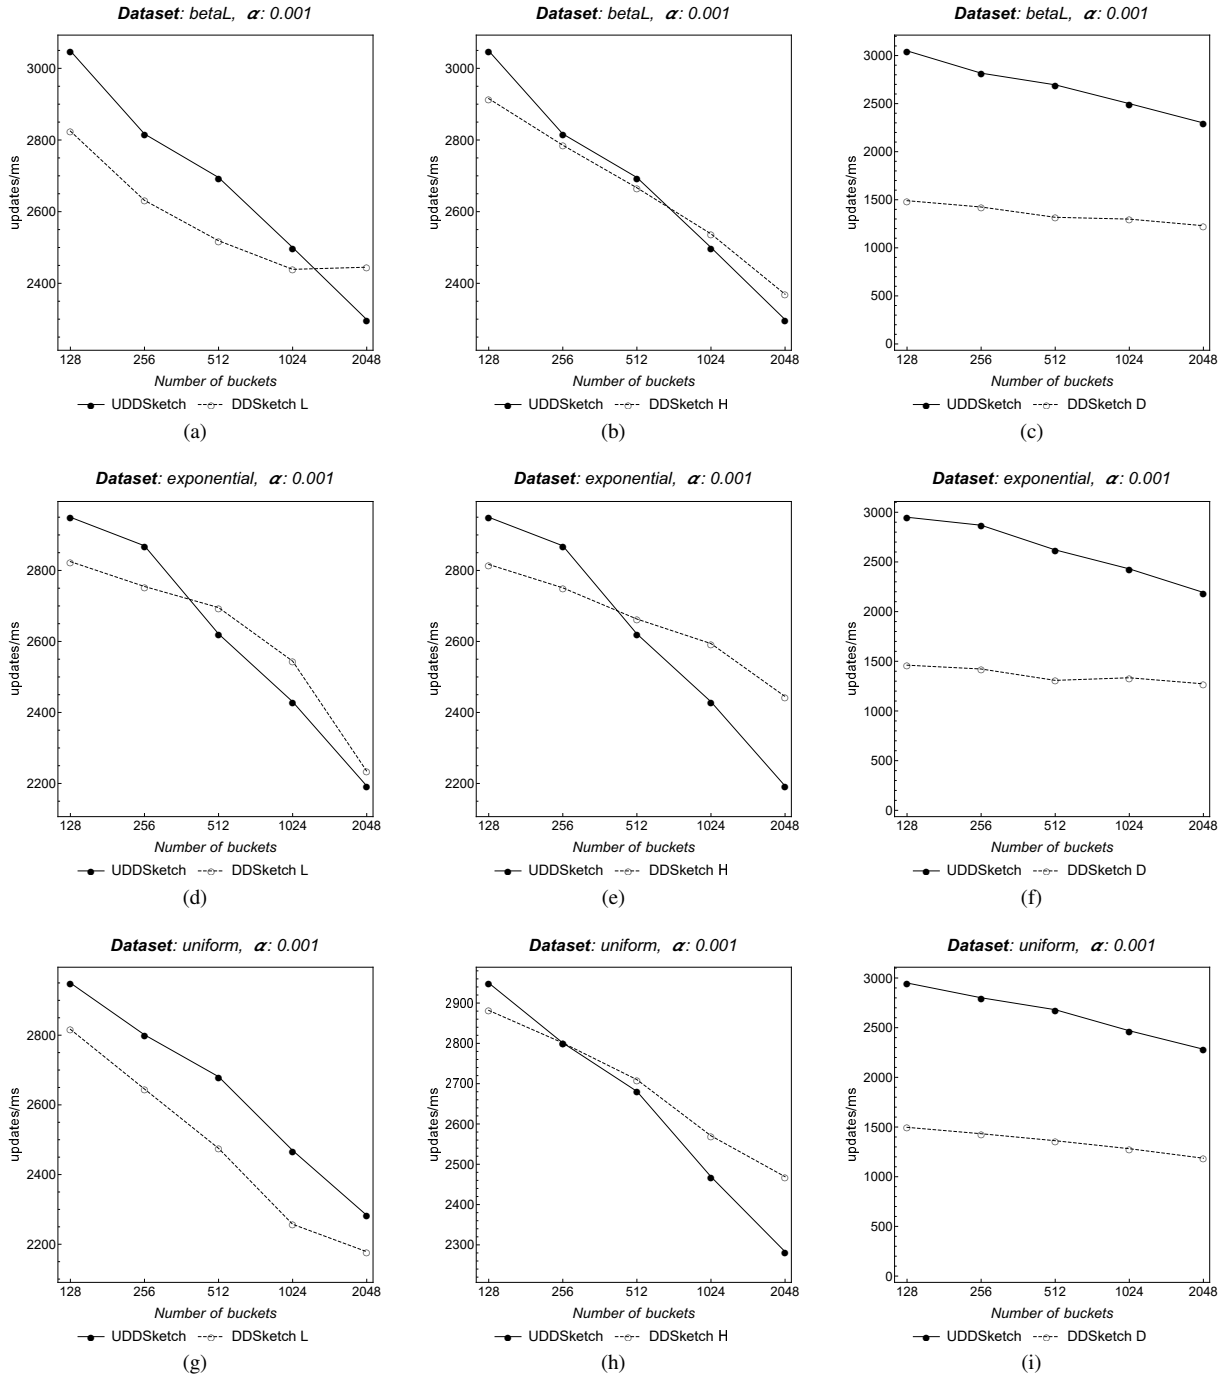 Dataset: betaL, α: 0.001
updates/ms
3000
2800
2600
2400
128 256 512 1024 2048
Number of buckets
UDDSketch DDSketch L
(a)
Dataset: betaL, α: 0.001
updates/ms
3000
2800
2600
2400
128 256 512 1024 2048
Number of buckets
UDDSketch DDSketch H
(b)
Dataset: betaL, α: 0.001
updates/ms
3000
2500
2000
1500
1000
500
0
128 256 512 1024 2048
Number of buckets
UDDSketch DDSketch D
(c)
Dataset: exponential, α: 0.001
updates/ms
2800
2600
2400
2200
128 256 512 1024 2048
Number of buckets
UDDSketch DDSketch L
(d)
Dataset: exponential, α: 0.001
updates/ms
2800
2600
2400
2200
128 256 512 1024 2048
Number of buckets
UDDSketch DDSketch H
(e)
Dataset: exponential, α: 0.001
updates/ms
3000
2500
2000
1500
1000
500
0
128 256 512 1024 2048
Number of buckets
UDDSketch DDSketch D
(f)
Dataset: uniform, α: 0.001
updates/ms
2800
2600
2400
2200
128 256 512 1024 2048
Number of buckets
UDDSketch DDSketch L
(g)
Dataset: uniform, α: 0.001
updates/ms
2900
2800
2700
2600
2500
2400
2300
128 256 512 1024 2048
Number of buckets
UDDSketch DDSketch H
(h)
Dataset: uniform, α: 0.001
updates/ms
3000
2500
2000
1500
1000
500
0
128 256 512 1024 2048
Number of buckets
UDDSketch DDSketch D
(i)